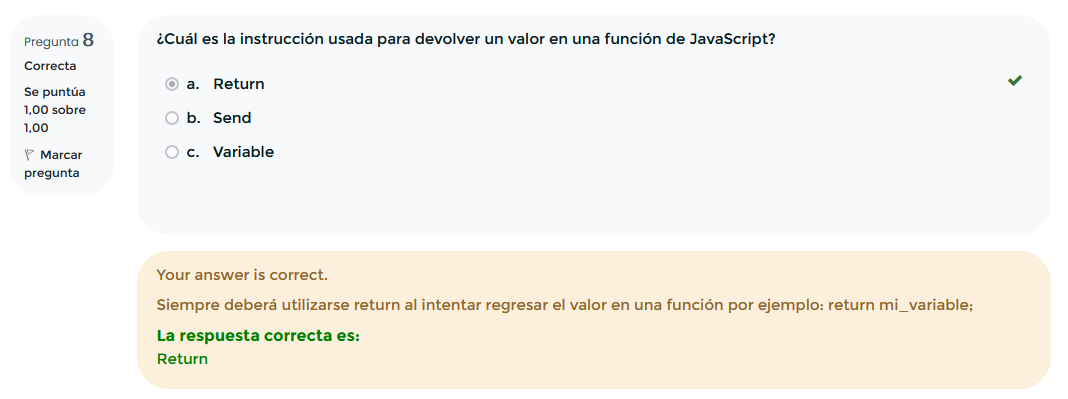 Pregunta 8
Correcta
Se puntúa
1,00 sobre
1,00
Marcar
pregunta
¿Cuál es la instrucción usada para devolver un valor en una función de JavaScript?
a. Return
b. Send
c. Variable
Your answer is correct.
Siempre deberá utilizarse return al intentar regresar el valor en una función por ejemplo: return mi_variable;
La respuesta correcta es:
Return